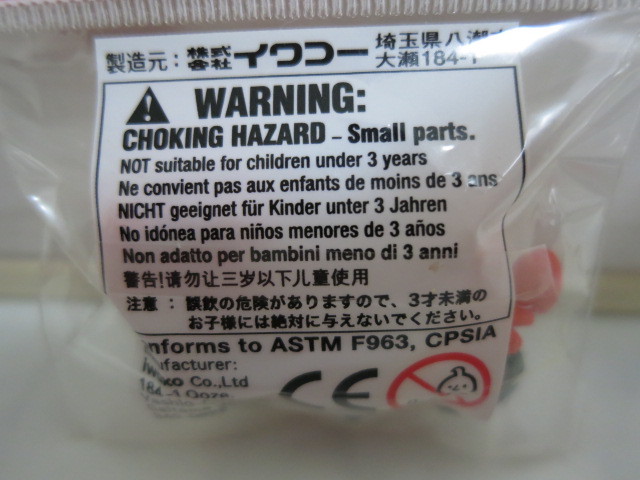 製造元：株式会社イワコー 埼玉県八潮市
大瀬184-1
WARNING:
CHOKING HAZARD – Small parts.
NOT suitable for children under 3 years
Ne convient pas aux enfants de moins de 3 ans
NICHT geeignet für Kinder unter 3 Jahren
No idónea para niños menores de 3 años
Non adatto per bambini meno di 3 anni
警告!请勿让三岁以下儿童使用
注意：誤飲の危険がありますので、3才未満の
お子様には絶対に与えないでください。
nforms to ASTM F963, CPSIA
ufacturer:
Co.,Ltd
184-1
CE